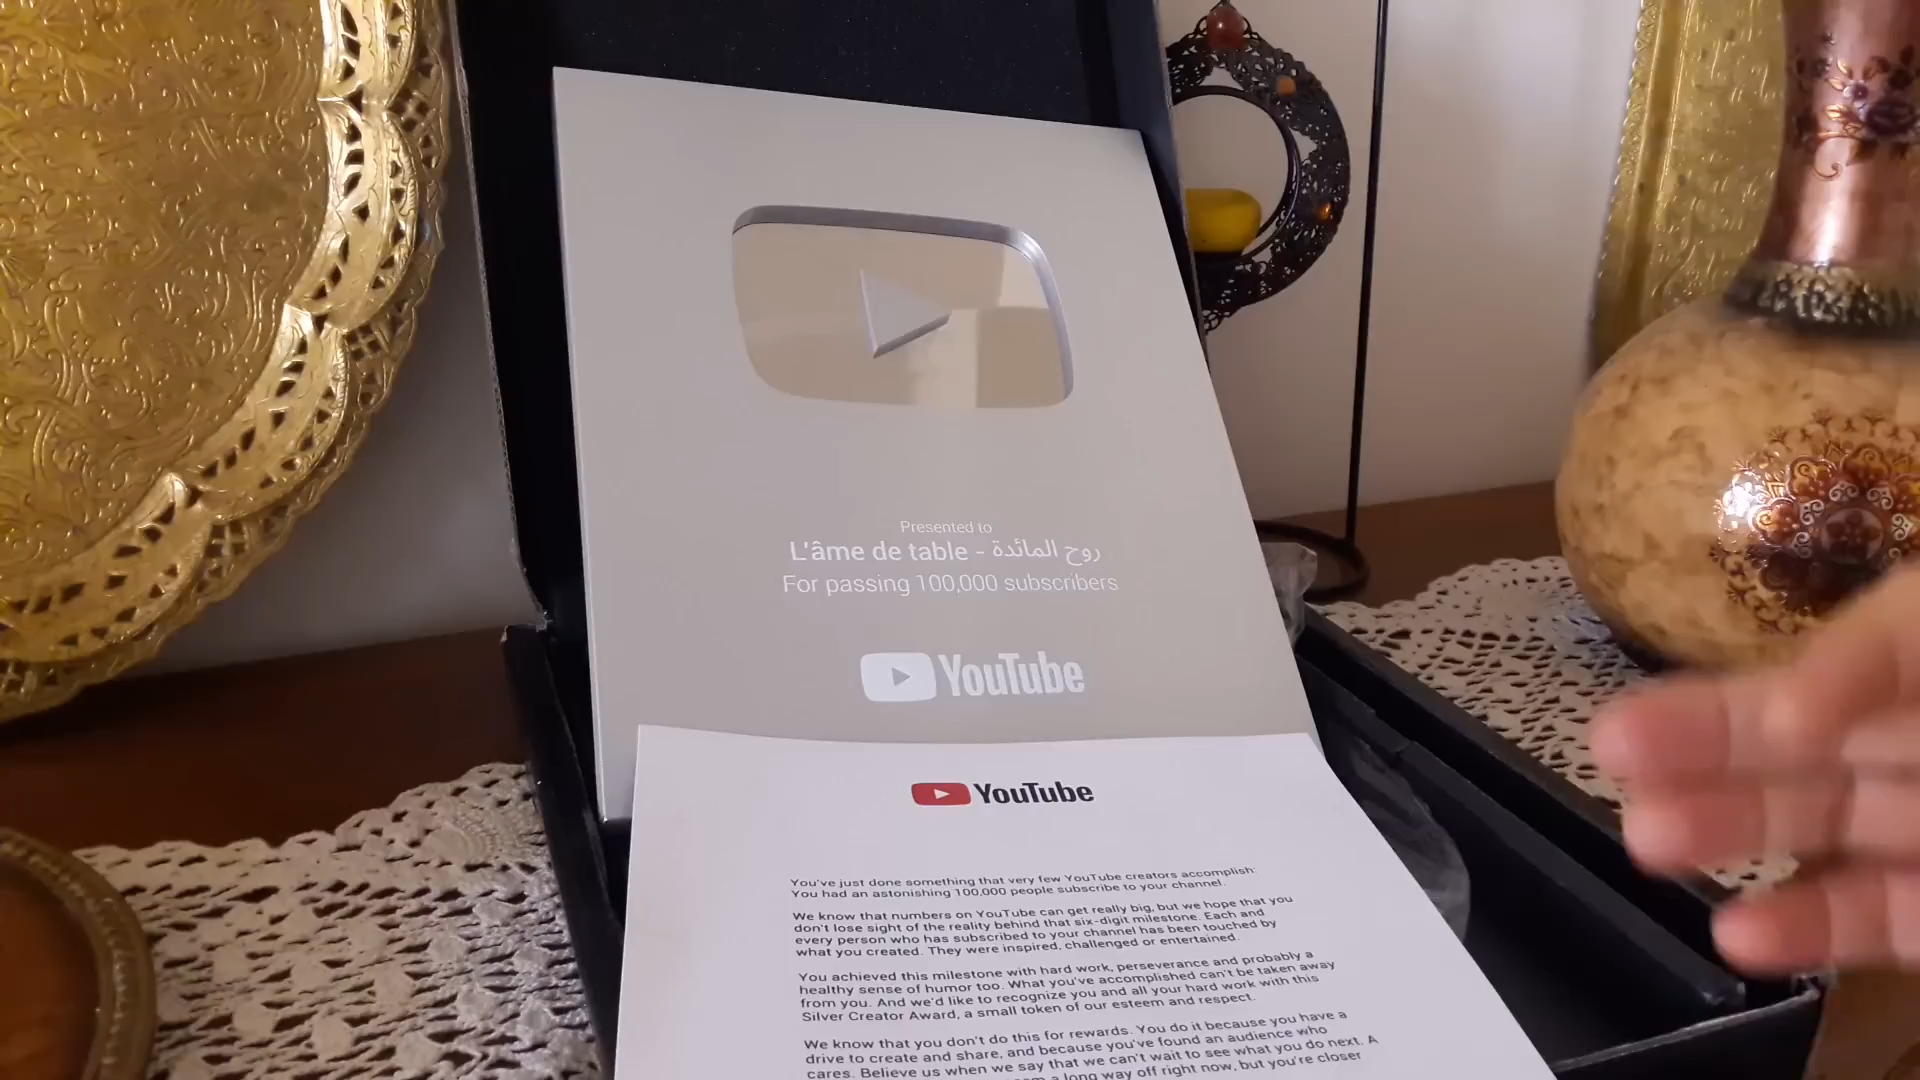 Presented to
L'âme de table - روح المائدة
For passing 100,000 subscribers
YouTube
YouTube
You've just done something that very few YouTube creators accomplish:
You had an astonishing 100,000 people subscribe to your channel.
We know that numbers on YouTube can get really big, but we hope that you
don't lose sight of the reality behind that six-digit milestone. Each and
every person who has subscribed to your channel has been touched by
what you created. They were inspired, challenged or entertained.
You achieved this milestone with hard work, perseverance and probably a
healthy sense of humor too. What you've accomplished can't be taken away
from you. And we'd like to recognize you and all your hard work with this
Silver Creator Award, a small token of our esteem and respect.
We know that you don't do this for rewards. You do it because you have a
drive to create and share, and because you've found an audience who
cares. Believe us when we say that we can't wait to see what you do next. A
a long way off right now, but you're closer